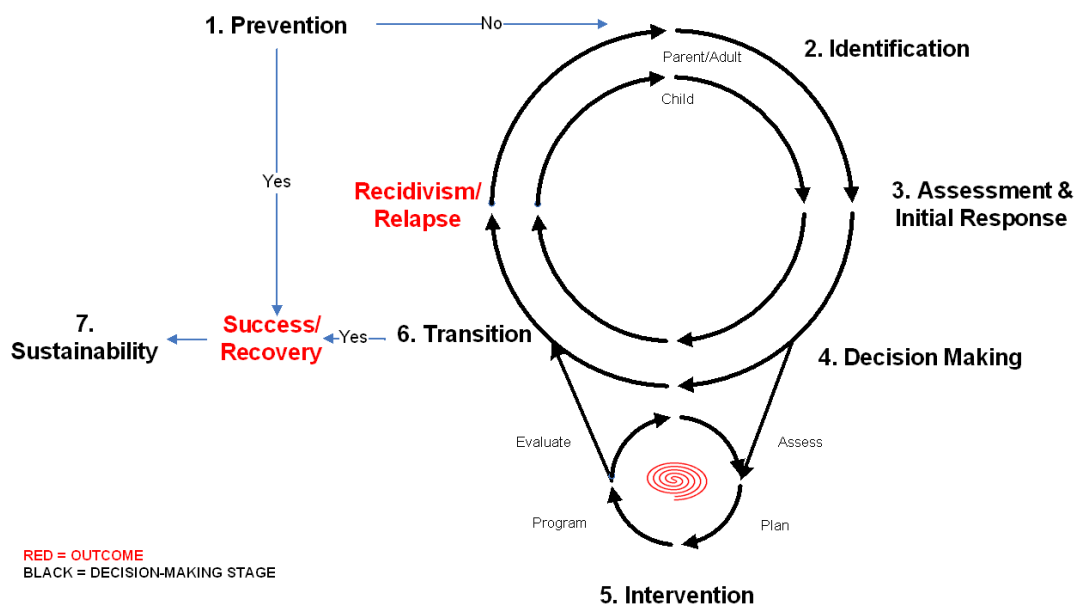 1. Prevention
No
Parent/Adult
2. Identification
Child
Yes
Recidivism/
Relapse
3. Assessment &
Initial Response
7.
Sustainability
Success/
Recovery
Yes
6. Transition
4. Decision Making
Evaluate
Assess
Program
Plan
RED = OUTCOME
BLACK = DECISION-MAKING STAGE
5. Intervention